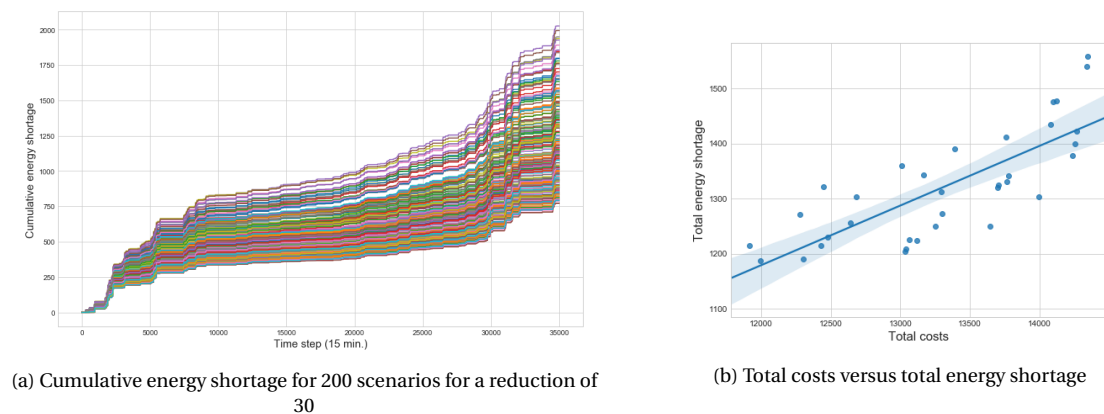 2000
1750
1500
1250
1000
750
500
250
0
Cumulative energy shortage
0 5000 10000 15000 20000 25000 30000 35000
Time step (15 min.)
(a) Cumulative energy shortage for 200 scenarios for a reduction of
30
1500
1400
1300
1200
1100
Total energy shortage
12000 12500 13000 13500 14000
Total costs
(b) Total costs versus total energy shortage